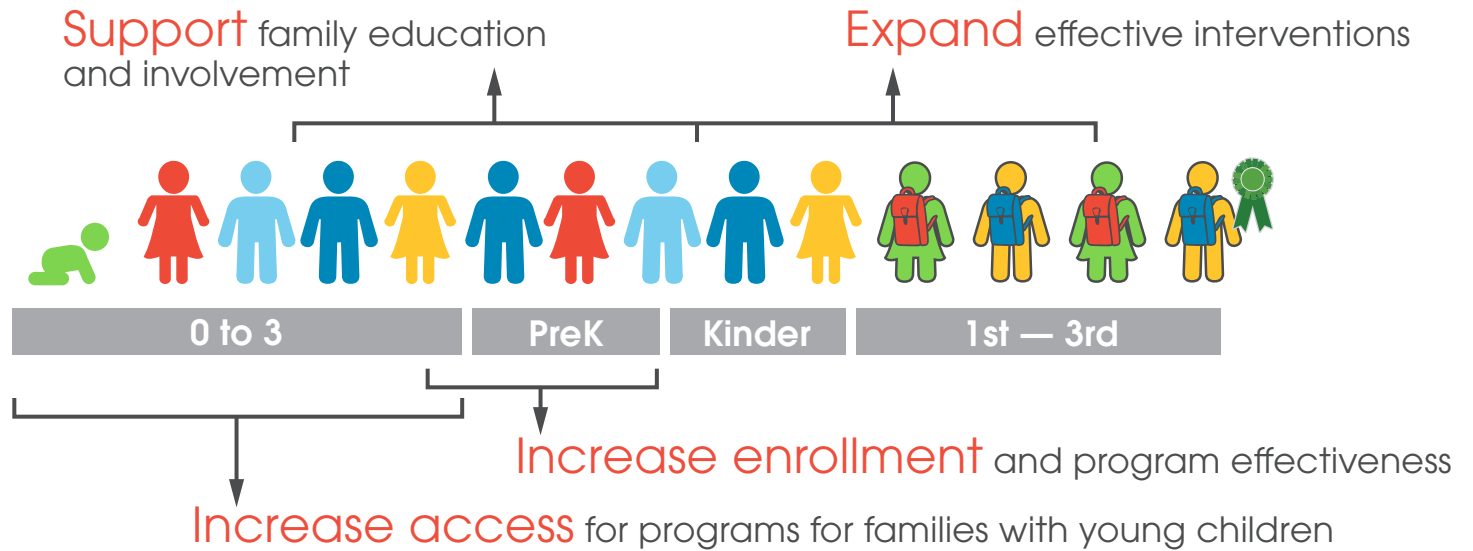 Support family education
and involvement
Expand effective interventions
0 to 3
PreK
Kinder
1st — 3rd
Increase enrollment and program effectiveness
Increase access for programs for families with young children